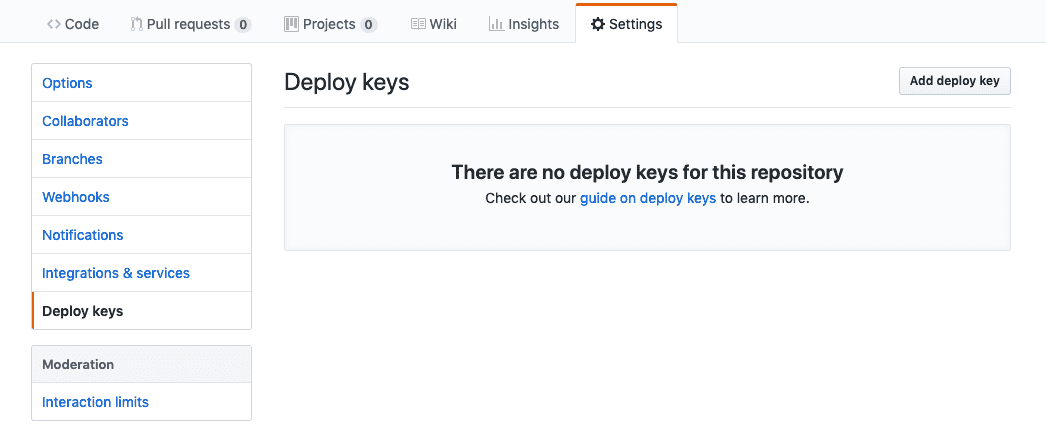 Code Pull requests 0 Projects 0 Wiki Insights Settings
Options
Collaborators
Branches
Webhooks
Notifications
Integrations & services
Deploy keys
Moderation
Interaction limits
Deploy keys
Add deploy key
There are no deploy keys for this repository
Check out our guide on deploy keys to learn more.